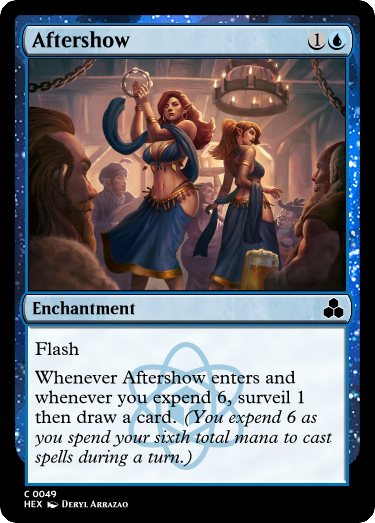 Aftershow 1
Enchantment
Flash
Whenever Aftershow enters and
whenever you expend 6, surveil 1
then draw a card. (You expend 6 as
you spend your sixth total mana to cast
spells during a turn.)
C 0049
HEX Deryl Arrazao